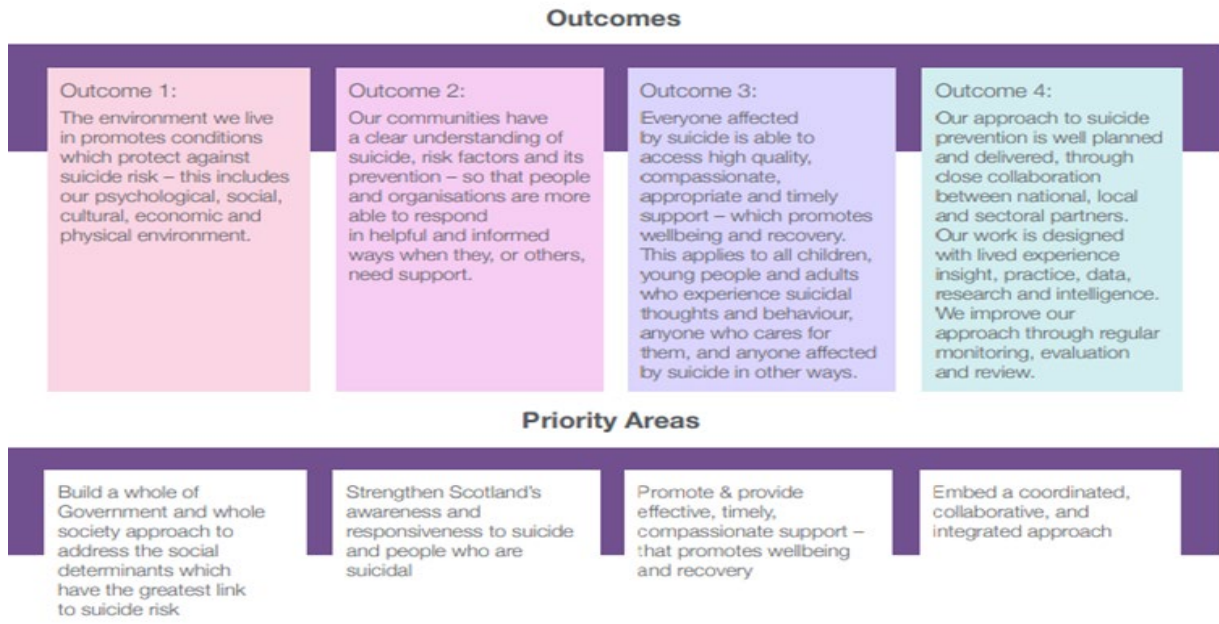 Outcomes
Outcome 1:
The environment we live
in promotes conditions
which protect against
suicide risk – this includes
our psychological, social,
cultural, economic and
physical environment.
Outcome 2:
Our communities have
a clear understanding of
suicide, risk factors and its
prevention – so that people
and organisations are more
able to respond
in helpful and informed
ways when they, or others,
need support.
Outcome 3:
Everyone affected
by suicide is able to
access high quality,
compassionate,
appropriate and timely
support – which promotes
wellbeing and recovery.
This applies to all children,
young people and adults
who experience suicidal
thoughts and behaviour,
anyone who cares for
them, and anyone affected
by suicide in other ways.
Outcome 4:
Our approach to suicide
prevention is well planned
and delivered, through
close collaboration
between national, local
and sectoral partners.
Our work is designed
with lived experience
insight, practice, data,
research and intelligence.
We improve our
approach through regular
monitoring, evaluation
and review.
Priority Areas
Build a whole of
Government and whole
society approach to
address the social
determinants which
have the greatest link
to suicide risk
Strengthen Scotland's
awareness and
responsiveness to suicide
and people who are
suicidal
Promote & provide
effective, timely,
compassionate support –
that promotes wellbeing
and recovery
Embed a coordinated,
collaborative, and
integrated approach